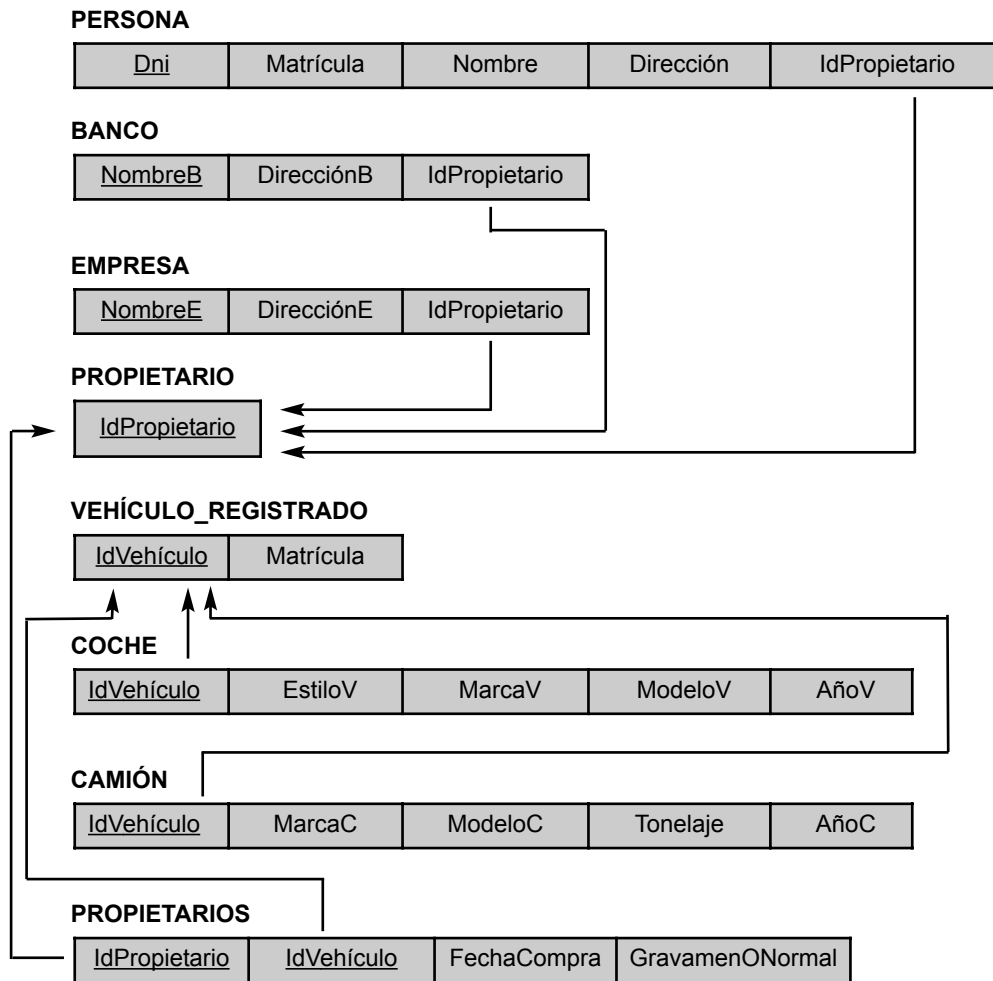 PERSONA
Dni Matrícula Nombre Dirección IdPropietario
BANCO
NombreB DirecciónB IdPropietario
EMPRESA
NombreE DirecciónE IdPropietario
PROPIETARIO
IdPropietario
VEHÍCULO_REGISTRADO
IdVehículo Matrícula
COCHE
IdVehículo EstiloV MarcaV ModeloV AñoV
CAMIÓN
IdVehículo MarcaC ModeloC Tonelaje AñoC
PROPIETARIOS
IdPropietario IdVehículo FechaCompra GravamenONormal